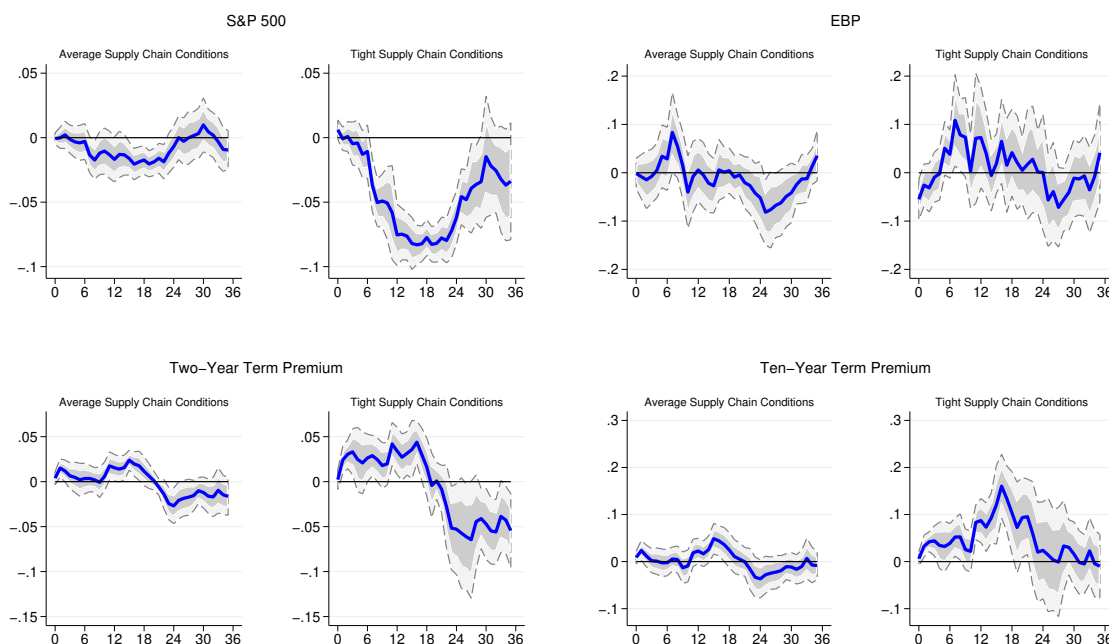 S&P 500
Average Supply Chain Conditions
.05
0
−.05
−.1
0 6 12 18 24 30 36
Tight Supply Chain Conditions
.05
0
−.05
−.1
0 6 12 18 24 30 36
EBP
Average Supply Chain Conditions
.2
.1
0
−.1
−.2
0 6 12 18 24 30 36
Tight Supply Chain Conditions
.2
.1
0
−.1
−.2
0 6 12 18 24 30 36
Two−Year Term Premium
Average Supply Chain Conditions
.05
0
−.05
−.1
−.15
0 6 12 18 24 30 36
Tight Supply Chain Conditions
.05
0
−.05
−.1
−.15
0 6 12 18 24 30 36
Ten−Year Term Premium
Average Supply Chain Conditions
.3
.2
.1
0
−.1
0 6 12 18 24 30 36
Tight Supply Chain Conditions
.3
.2
.1
0
−.1
0 6 12 18 24 30 36